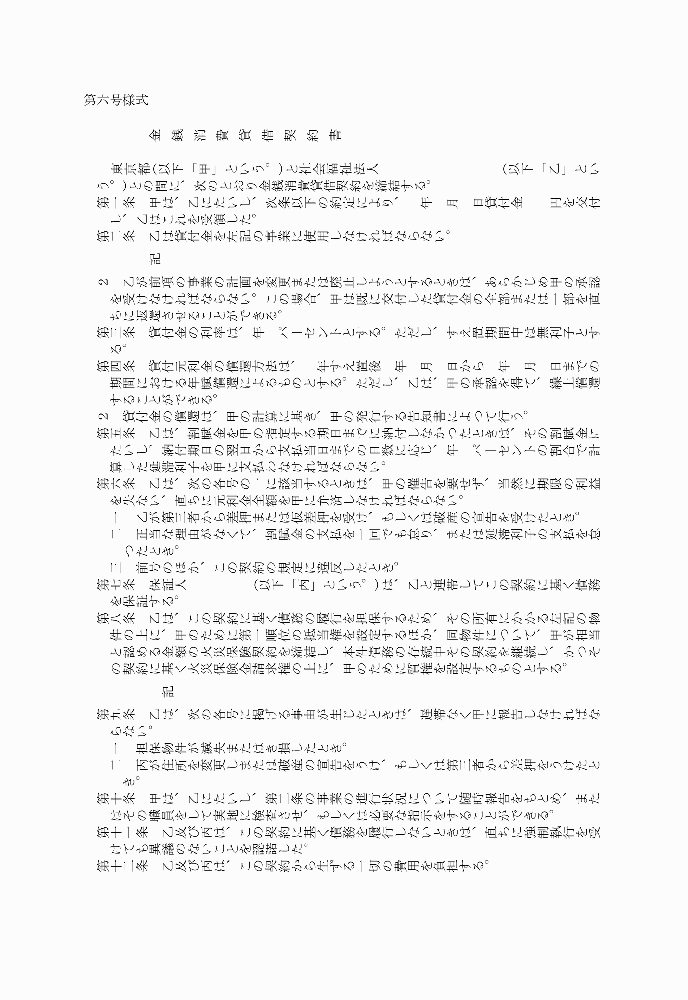 第六号様式
金銭消費貸借契約書
東京都(以下「甲」という。)と社会福祉法人　　　　　　　　　(以下「乙」とい
う。)との間に、次のとおり金銭消費貸借契約を締結する。
第一条　甲は、乙にたいし、次条以下の約定により、　　年　月　日貸付金　　円を交付
し、乙はこれを受領した。
第二条　乙は貸付金を左記の事業に使用しなければならない。
記
2　乙が前項の事業の計画を変更または廃止しようとするときは、あらかじめ甲の承認
を受けなければならない。この場合、甲は既に交付した貸付金の全部または一部を直
ちに返還させることができる。
第三条　貸付金の利率は、年　パーセントとする。ただし、すえ置期間中は無利子とす
る。
第四条　貸付元利金の償還方法は、　年すえ置後　年　月　日から　年　月　日までの
期間における年賦償還によるものとする。ただし、乙は、甲の承認を得て、繰上償還
することができる。
2　貸付金の償還は、甲の計算に基き、甲の発行する告知書によつて行う。
第五条　乙は、割賦金を甲の指定する期日までに納付しなかつたときは、その割賦金に
たいし、納付期日の翌日から支払当日までの日数に応じ、年　パーセントの割合で計
算した延滞利子を甲に支払わなければならない。
第六条　乙は、次の各号の一に該当するときは、甲の催告を要せず、当然に期限の利益
を失ない、直ちに元利金全額を甲に弁済しなければならない。
一　乙が第三者から差押または仮差押を受け、もしくは破産の宣告を受けたとき。
二　正当な理由がなくて、割賦金の支払を一回でも怠り、または延滞利子の支払を怠
つたとき。
三　前号のほか、この契約の規定に違反したとき。
第七条　保証人　　　　　(以下「丙」という。)は、乙と連帯してこの契約に基く債務
を保証する。
第八条　乙は、この契約に基く債務の履行を担保するため、その所有にかかる左記の物
件の上に、甲のために第一順位の抵当権を設定するほか、同物件について、甲が相当
と認める金額の火災保険契約を締結し、本件債務の存続中その契約を継続し、かつそ
の契約に基く火災保険金請求権の上に、甲のために質権を設定するものとする。
記
第九条　乙は、次の各号に掲げる事由が生じたときは、遅滞なく甲に報告しなければな
らない。
一　担保物件が滅失またはき損したとき。
二　丙が住所を変更しまたは破産の宣告をうけ、もしくは第三者から差押をうけたと
き。
第十条　甲は、乙にたいし、第二条の事業の進行状況について随時報告をもとめ、また
はその職員をして実地に検査させ、もしくは必要な指示をすることができる。
第十一条　乙及び丙は、この契約に基く債務を履行しないときは、直ちに強制執行を受
けても異議のないことを認諾した。
第十二条　乙及び丙は、この契約から生ずる一切の費用を負担する。